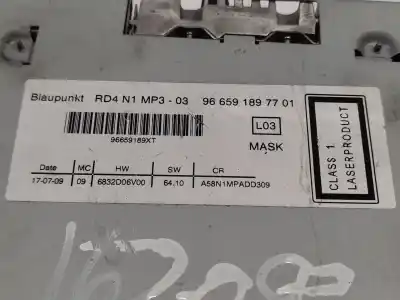 Blaupunkt RD4 N1 MP3 - 03 96 659 189 77 01
96659189XT
L03
MASK
CLASS 1
LASERPRODUCT
Date MC HW SW CR
17-07-09 09 6832D06V00 64,10 A58N1MPADD309